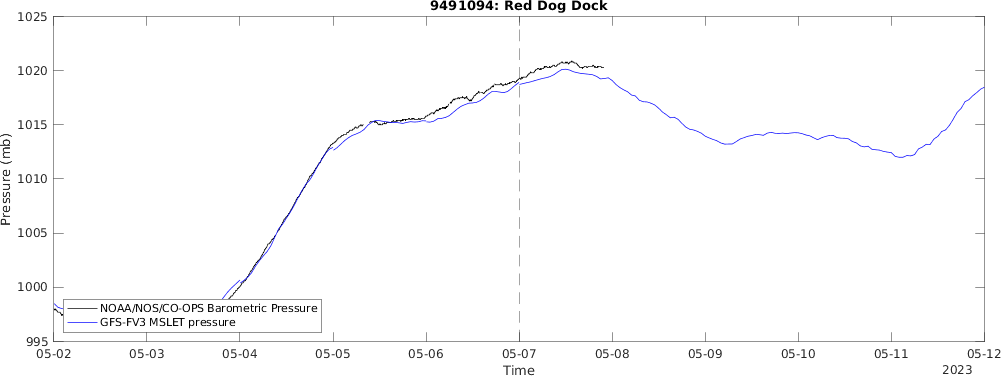 9491094: Red Dog Dock
1025
1020
1015
1010
1005
1000
995
Pressure (mb)
NOAA/NOS/CO-OPS Barometric Pressure
GFS-FV3 MSLET pressure
05-02 05-03 05-04 05-05 05-06 05-07 05-08 05-09 05-10 05-11 05-12
Time
2023